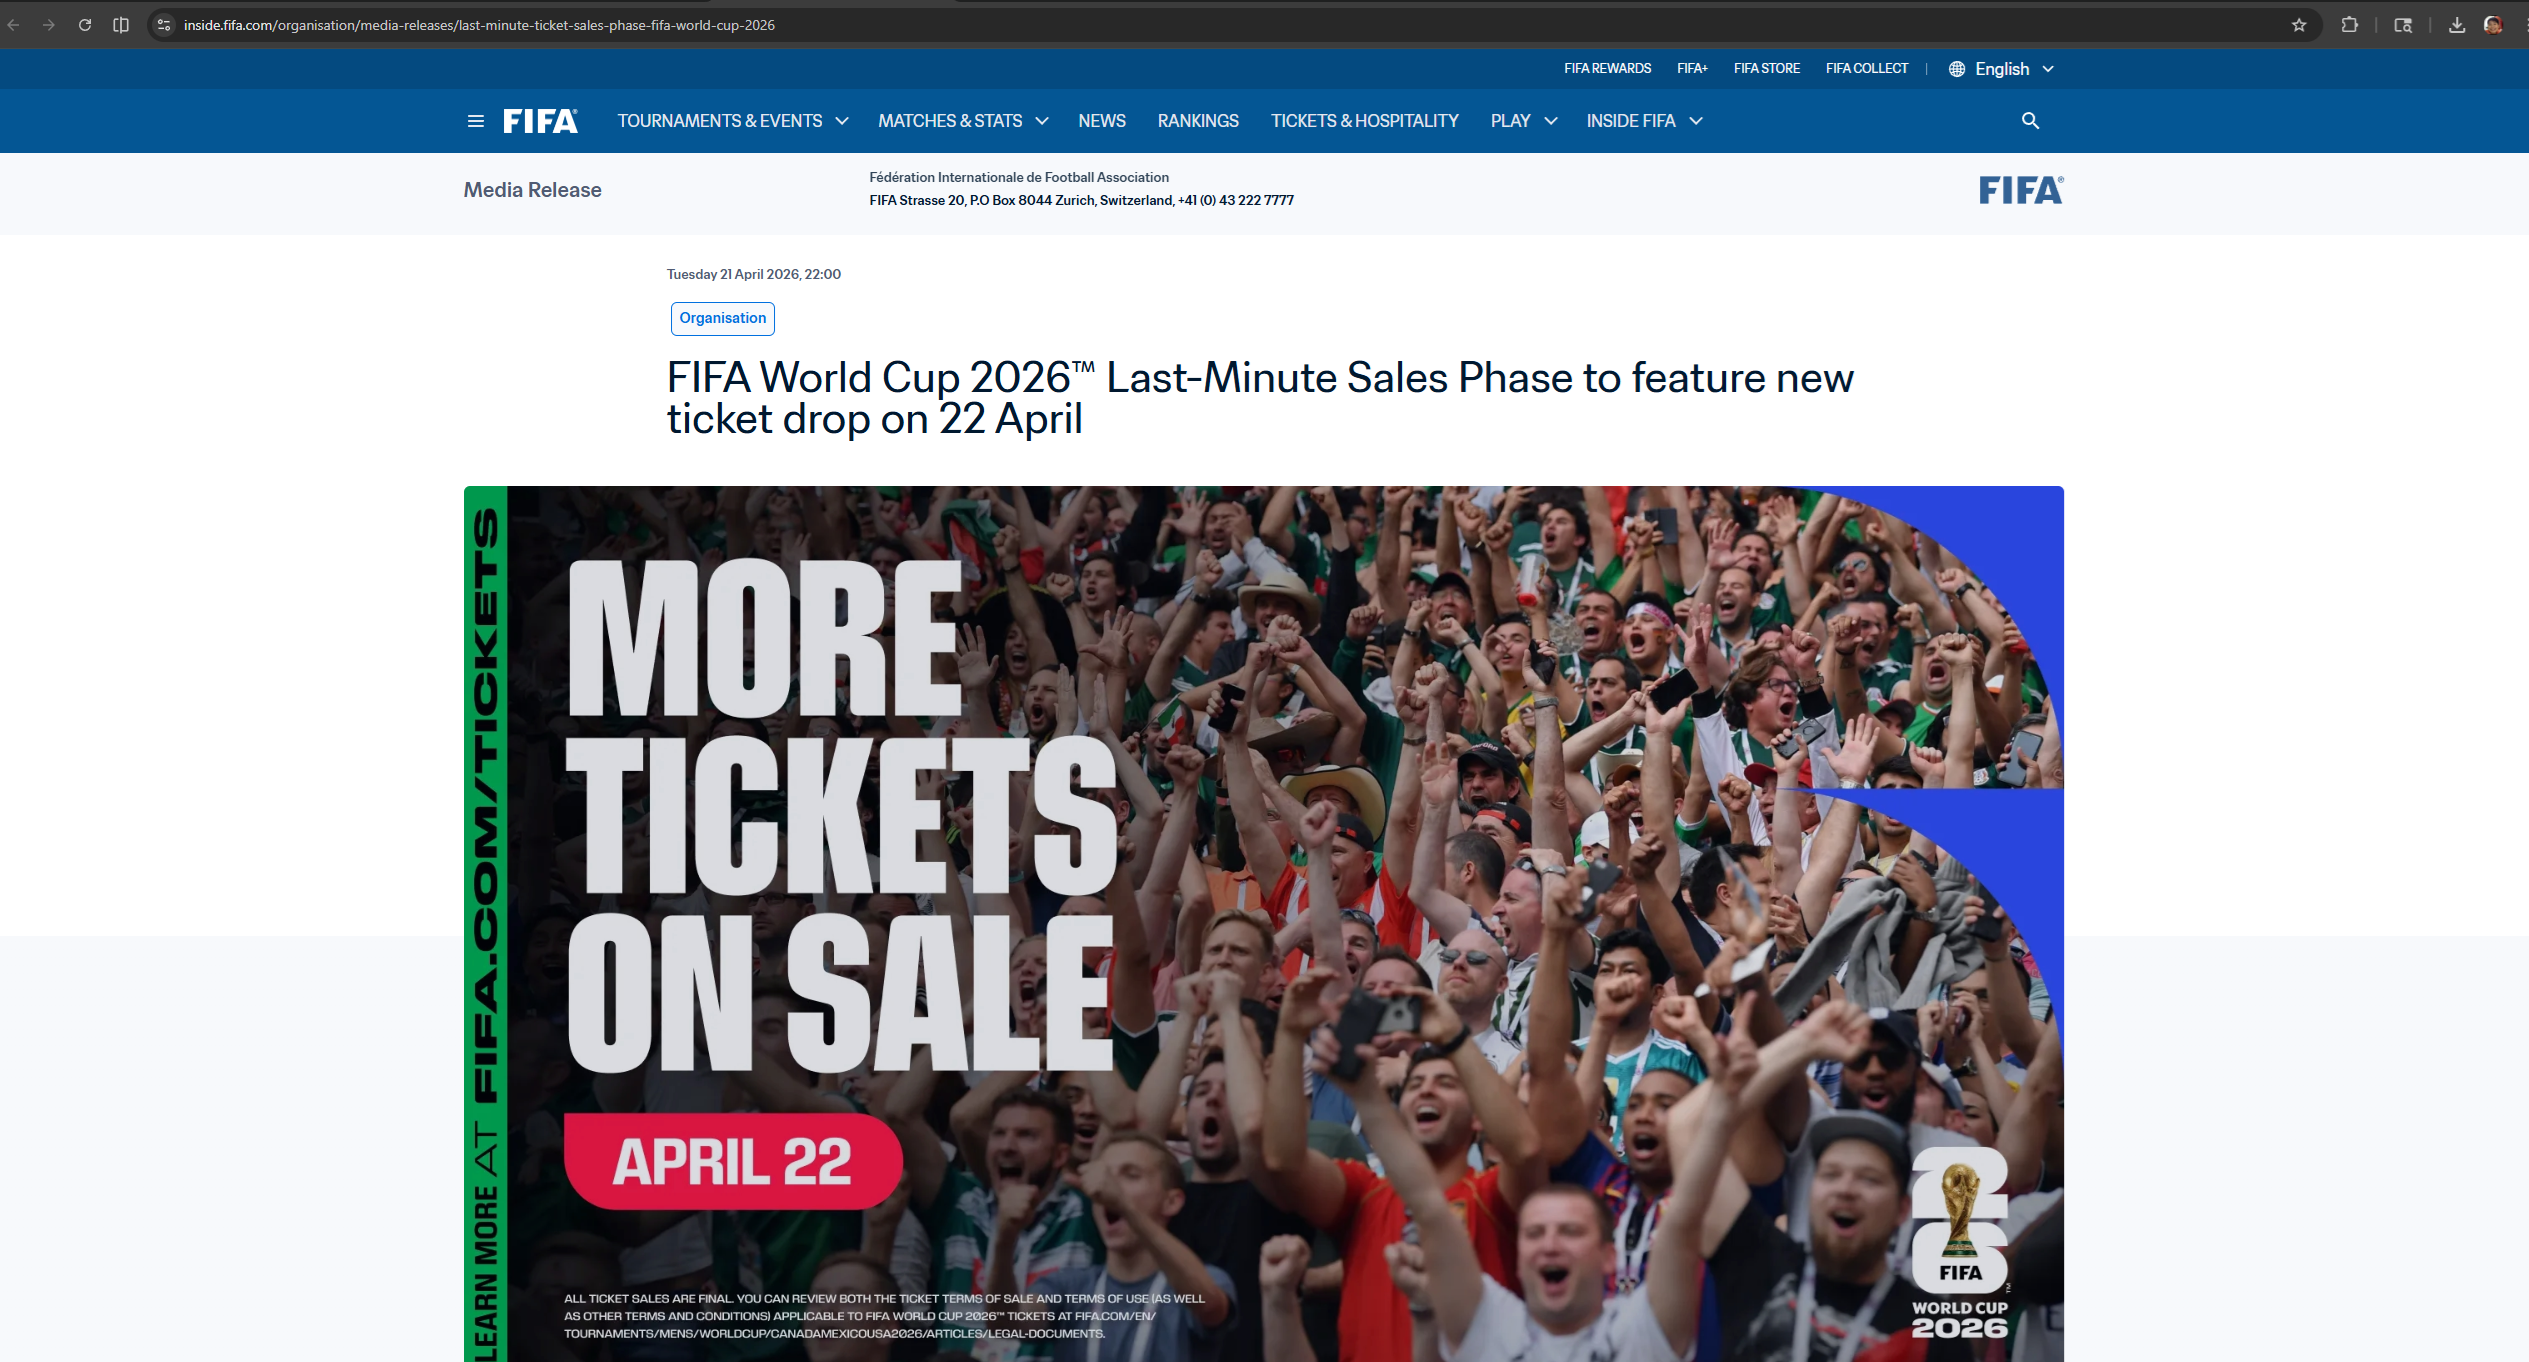 inside.fifa.com/organisation/media-releases/last-minute-ticket-sales-phase-fifa-world-cup-2026
FIFA REWARDS
FIFA+
FIFA STORE
FIFA COLLECT
English
FIFA
TOURNAMENTS & EVENTS
MATCHES & STATS
NEWS
RANKINGS
TICKETS & HOSPITALITY
PLAY
INSIDE FIFA
Media Release
Fédération Internationale de Football Association
FIFA Strasse 20, P.O Box 8044 Zurich, Switzerland, +41 (0) 43 222 7777
FIFA®
Tuesday 21 April 2026, 22:00
Organisation
FIFA World Cup 2026™ Last-Minute Sales Phase to feature new
ticket drop on 22 April
LEARN MORE AT FIFA.COM/TICKETS
MORE
TICKETS
ON SALE
APRIL 22
ALL TICKET SALES ARE FINAL. YOU CAN REVIEW BOTH THE TICKET TERMS OF SALE AND TERMS OF USE (AS WELL
AS OTHER TERMS AND CONDITIONS) APPLICABLE TO FIFA WORLD CUP 2026™ TICKETS AT FIFA.COM/EN/
TOURNAMENTS/MENS/WORLDCUP/CANADAMEXICOUSA2026/ARTICLES/LEGAL-DOCUMENTS.
26
FIFA
™
WORLD CUP
2026